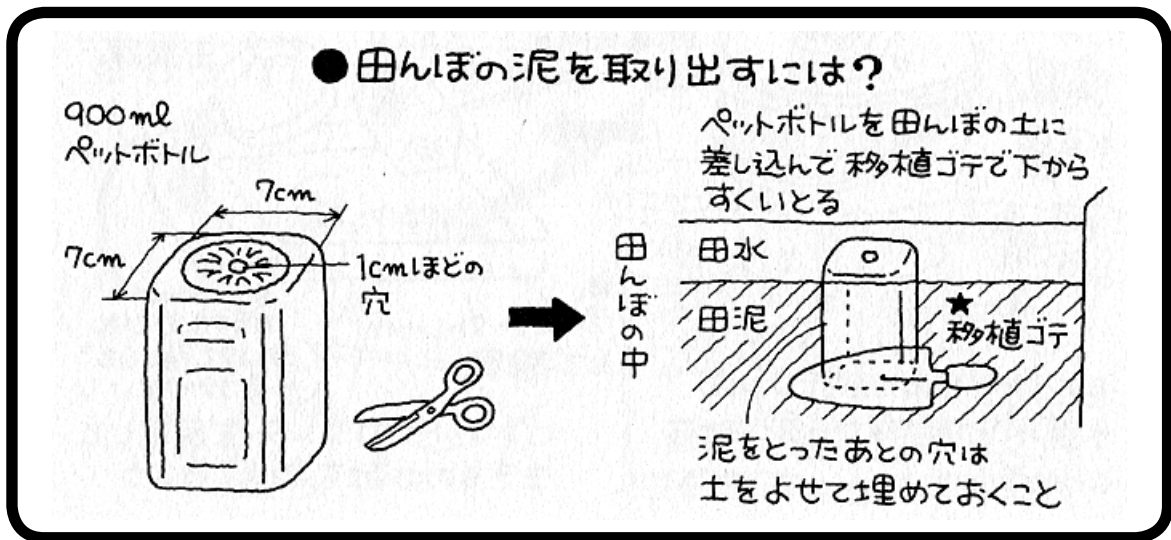 ●田んぼの泥を取り出すには?
900ml
ペットボトル
7cm
7cm
1cmほどの
穴
ペットボトルを田んぼの土に
差し込んで移植ゴテで下から
すくいとる
田んぼの中
田水
田泥
★
移植ゴテ
泥をとったあとの穴は
土をよせて埋めておくこと